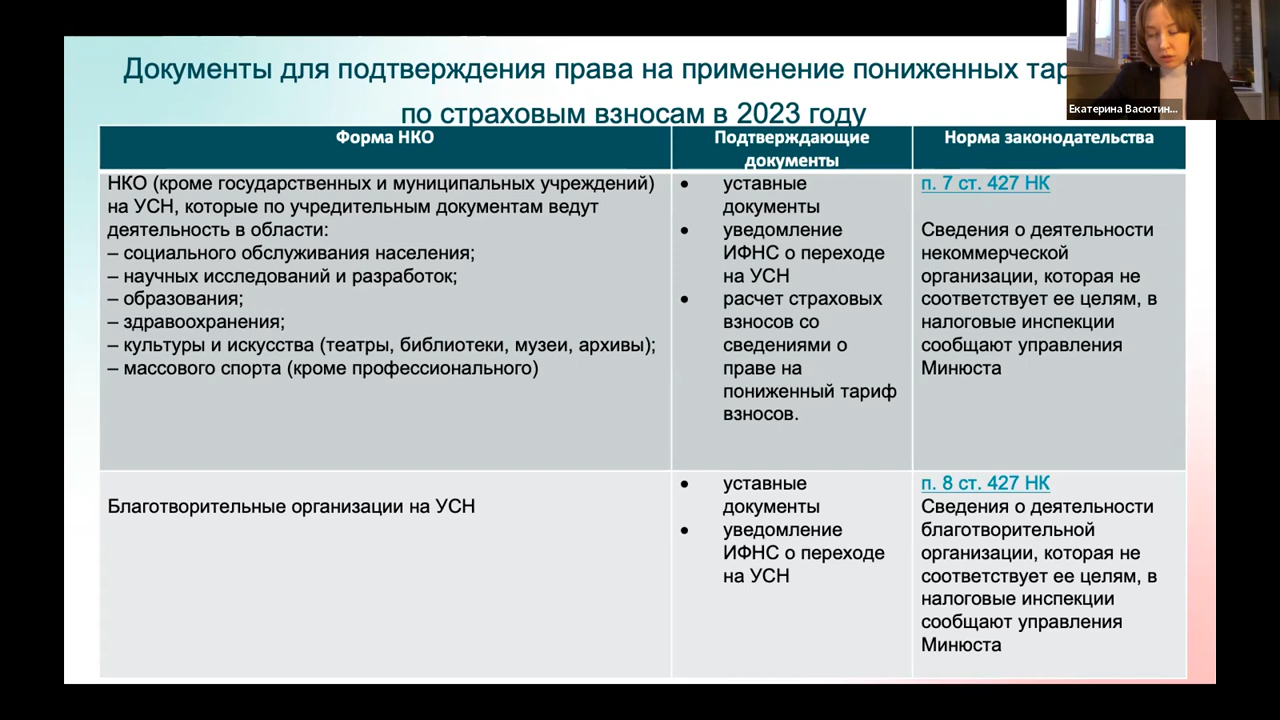 Документы для подтверждения права на применение пониженных
по страховым взносам в 2023 году
Екатерина Васютин...
Форма НКО
Подтверждающие
документы
Норма законодательства
НКО (кроме государственных и муниципальных учреждений)
на УСН, которые по учредительным документам ведут
деятельность в области:
– социального обслуживания населения;
– научных исследований и разработок;
– образования;
– здравоохранения;
– культуры и искусства (театры, библиотеки, музеи, архивы);
– массового спорта (кроме профессионального)
• уставные
документы
• уведомление
ИФНС о переходе
на УСН
• расчет страховых
взносов со
сведениями о
праве на
пониженный тариф
взносов.
п. 7 ст. 427 НК
Сведения о деятельности
некоммерческой
организации, которая не
соответствует ее целям, в
налоговые инспекции
сообщают управления
Минюста
Благотворительные организации на УСН
• уставные
документы
• уведомление
ИФНС о переходе
на УСН
п. 8 ст. 427 НК
Сведения о деятельности
благотворительной
организации, которая не
соответствует ее целям, в
налоговые инспекции
сообщают управления
Минюста